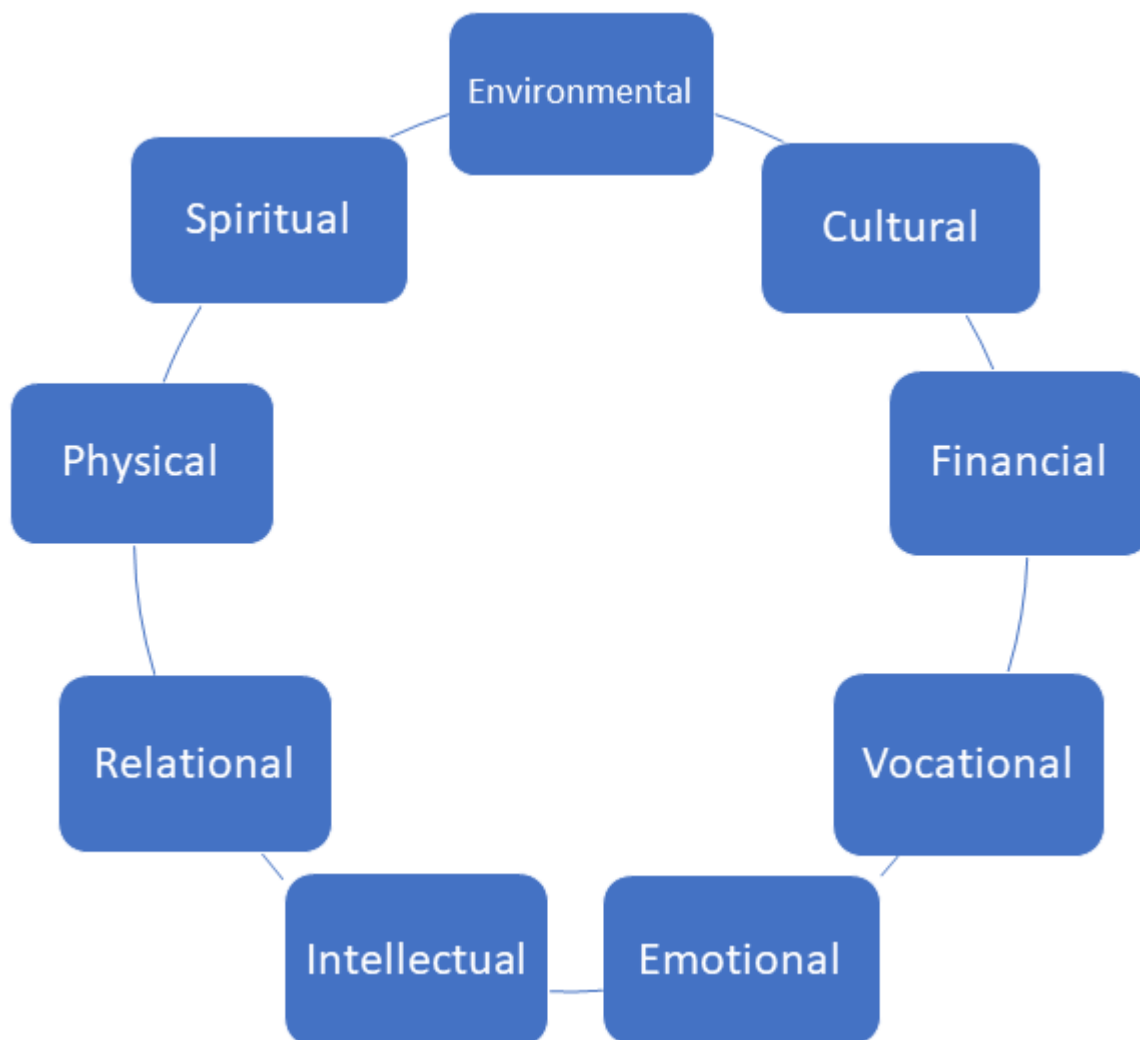 Environmental
Cultural
Financial
Vocational
Emotional
Intellectual
Relational
Physical
Spiritual